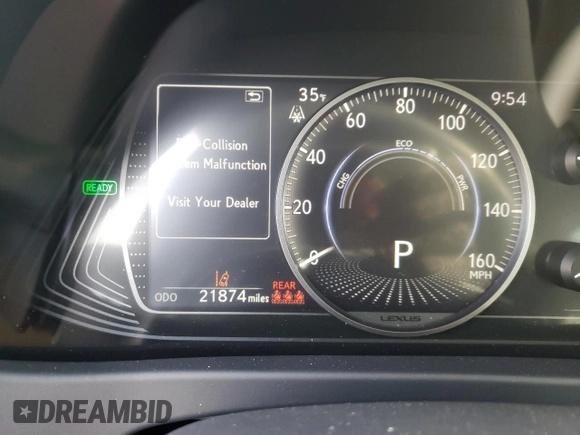 35°F
9:54
Collision
Malfunction
Visit Your Dealer
READY
ODO 21874 miles
REAR
0 20 40 60 80 100 120 140 160
MPH
CHG ECO PWR
P
LEXUS
DREAMBID